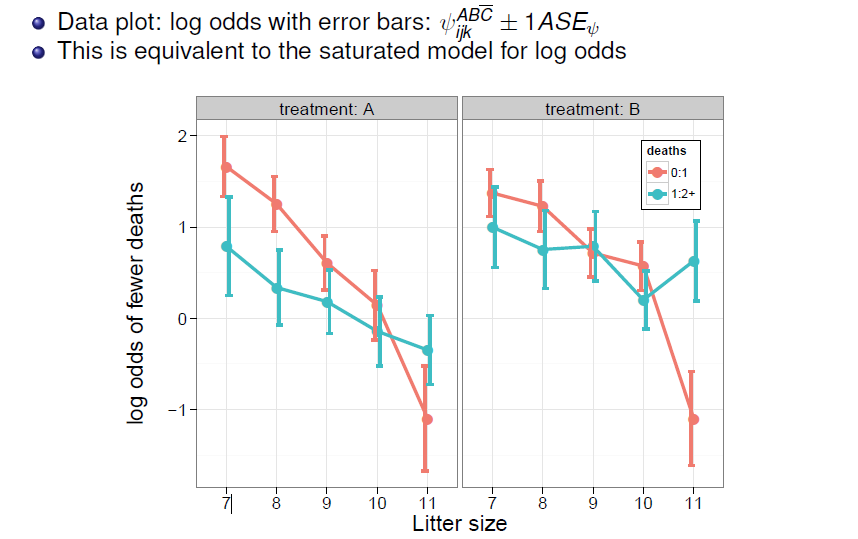 Data plot: log odds with error bars: ψ^{AB\overline{C}}_{ijk} ± 1ASE_ψ
This is equivalent to the saturated model for log odds
treatment: A
treatment: B
deaths
0:1
1:2+
log odds of fewer deaths
2
1
0
−1
7 8 9 10 11
7 8 9 10 11
Litter size